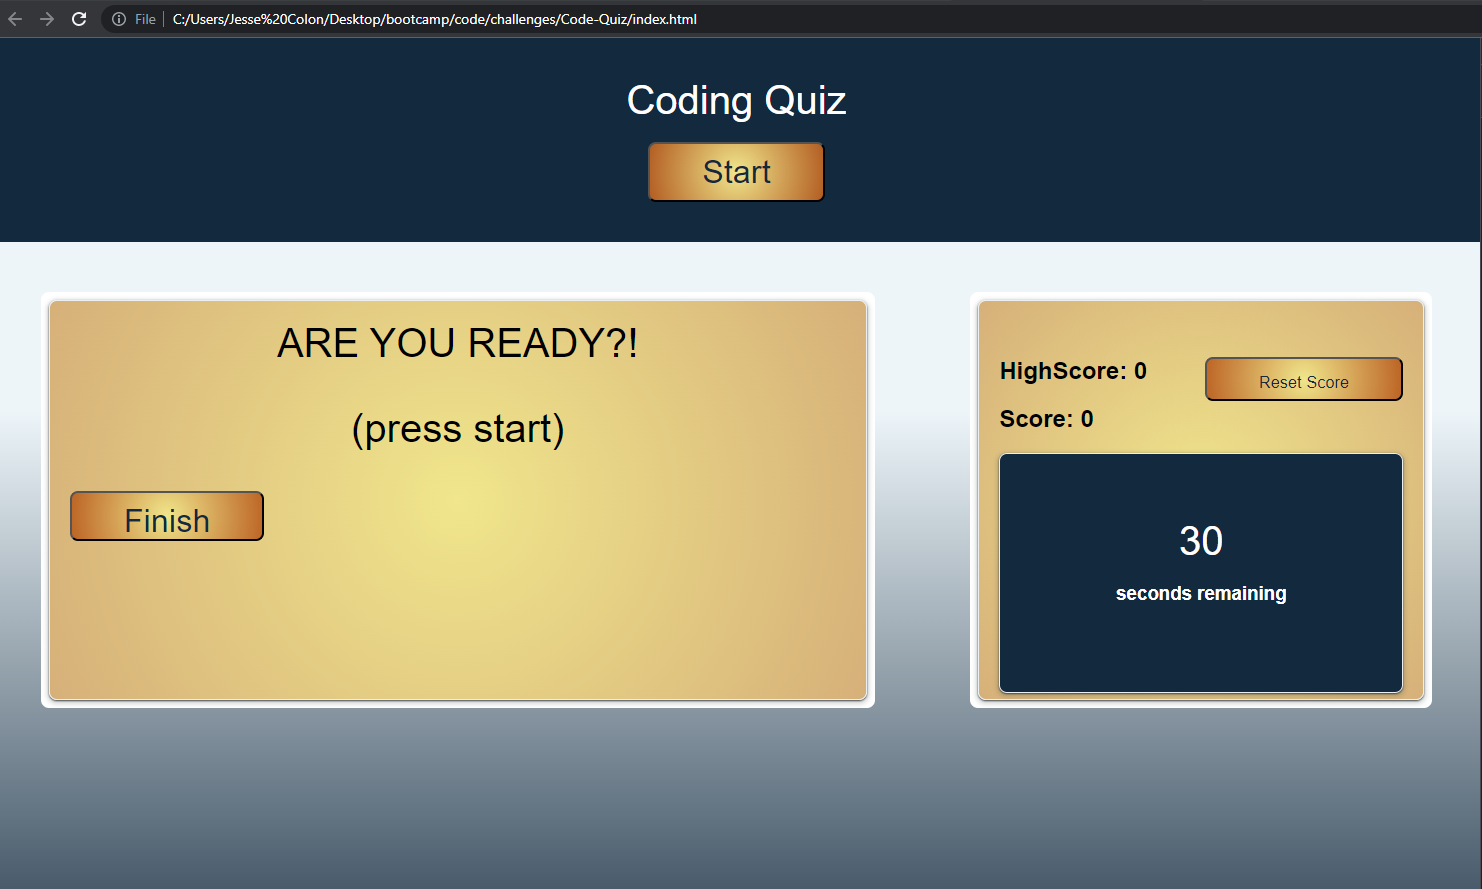 File C:/Users/Jesse%20Colon/Desktop/bootcamp/code/challenges/Code-Quiz/index.html
Coding Quiz
Start
ARE YOU READY?!
(press start)
Finish
HighScore: 0
Reset Score
Score: 0
30
seconds remaining